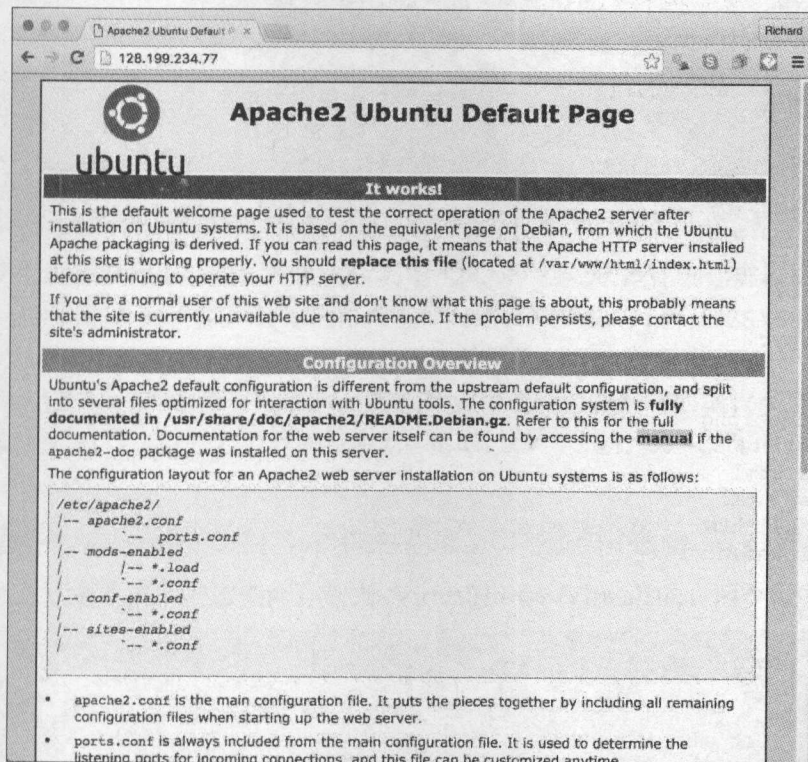 Apache2 Ubuntu Default
Richard
128.199.234.77
ubuntu
Apache2 Ubuntu Default Page
It works!
This is the default welcome page used to test the correct operation of the Apache2 server after
installation on Ubuntu systems. It is based on the equivalent page on Debian, from which the Ubuntu
Apache packaging is derived. If you can read this page, it means that the Apache HTTP server installed
at this site is working properly. You should replace this file (located at /var/www/html/index.html)
before continuing to operate your HTTP server.
If you are a normal user of this web site and don't know what this page is about, this probably means
that the site is currently unavailable due to maintenance. If the problem persists, please contact the
site's administrator.
Configuration Overview
Ubuntu's Apache2 default configuration is different from the upstream default configuration, and split
into several files optimized for interaction with Ubuntu tools. The configuration system is fully
documented in /usr/share/doc/apache2/README.Debian.gz. Refer to this for the full
documentation. Documentation for the web server itself can be found by accessing the manual if the
apache2-doc package was installed on this server.
The configuration layout for an Apache2 web server installation on Ubuntu systems is as follows:
/etc/apache2/
|-- apache2.conf
|       `-- ports.conf
|-- mods-enabled
|       |-- *.load
|       `-- *.conf
|-- conf-enabled
|       `-- *.conf
|-- sites-enabled
|       `-- *.conf
• apache2.conf is the main configuration file. It puts the pieces together by including all remaining
configuration files when starting up the web server.
• ports.conf is always included from the main configuration file. It is used to determine the
listening ports for incoming connections, and this file can be customized anytime.